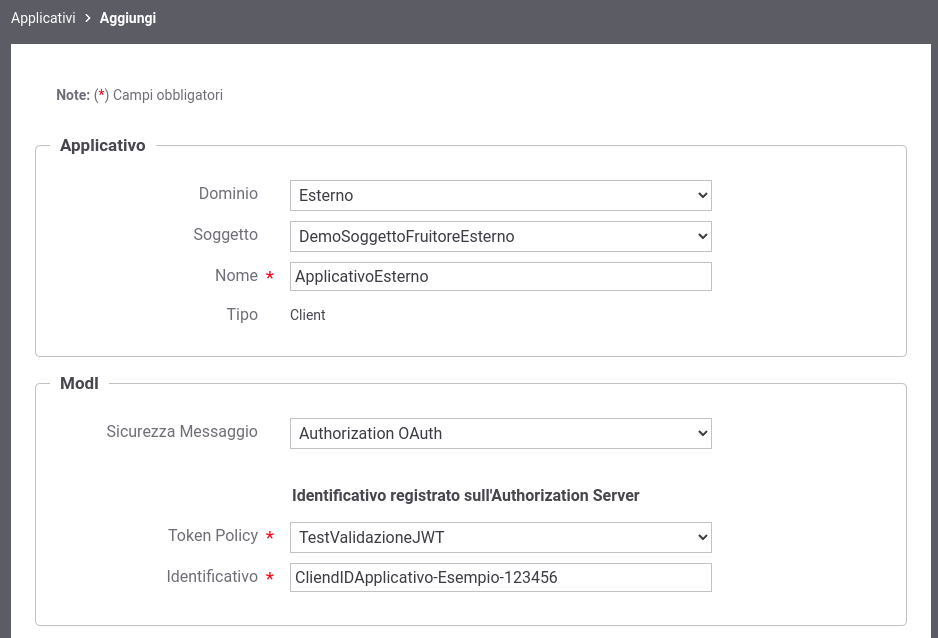 Applicativi > Aggiungi
Note: (*) Campi obbligatori
Applicativo
Dominio Esterno
Soggetto DemoSoggettoFruitoreEsterno
Nome * ApplicativoEsterno
Tipo Client
ModI
Sicurezza Messaggio Authorization OAuth
Identificativo registrato sull'Authorization Server
Token Policy * TestValidazioneJWT
Identificativo * CliendIDApplicativo-Esempio-123456